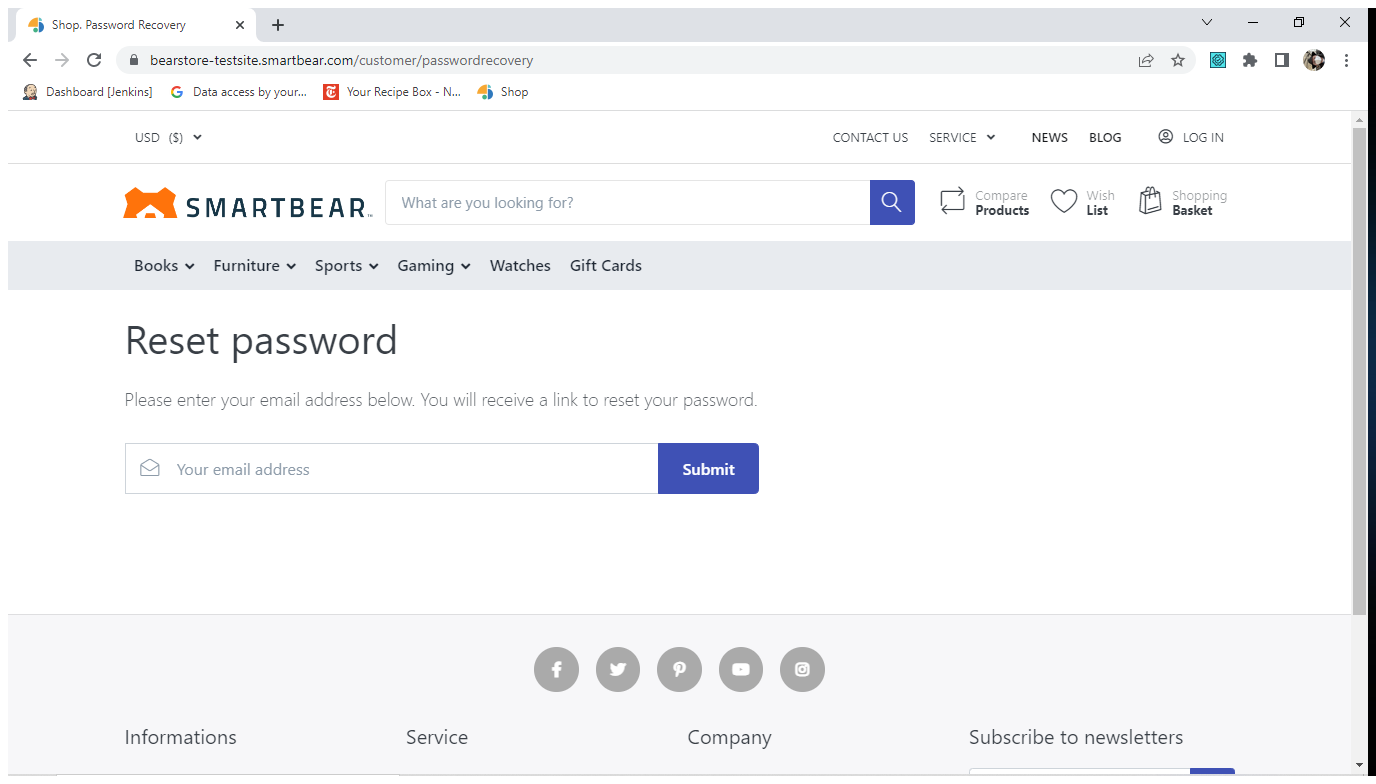 Shop. Password Recovery
bearstore-testsite.smartbear.com/customer/passwordrecovery
Dashboard [Jenkins] Data access by your... Your Recipe Box - N... Shop
USD ($) CONTACT US SERVICE NEWS BLOG LOG IN
SMARTBEAR™ What are you looking for? Compare Products Wish List Shopping Basket
Books Furniture Sports Gaming Watches Gift Cards
Reset password
Please enter your email address below. You will receive a link to reset your password.
Your email address Submit
Informations Service Company Subscribe to newsletters